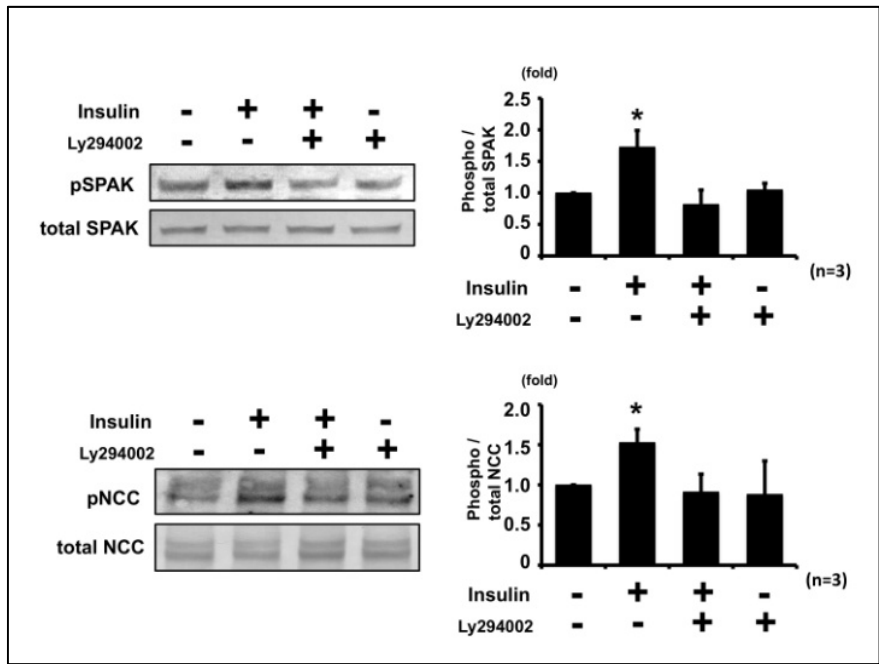 Insulin - + + -
Ly294002 - - + +
pSPAK
total SPAK
(fold)
Phospho /
total SPAK
2.5
2.0
1.5
1.0
0.5
0
*
(n=3)
Insulin - + + -
Ly294002 - - + +
Insulin - + + -
Ly294002 - - + +
pNCC
total NCC
(fold)
Phospho /
total NCC
2.0
1.5
1.0
0.5
0
*
(n=3)
Insulin - + + -
Ly294002 - - + +